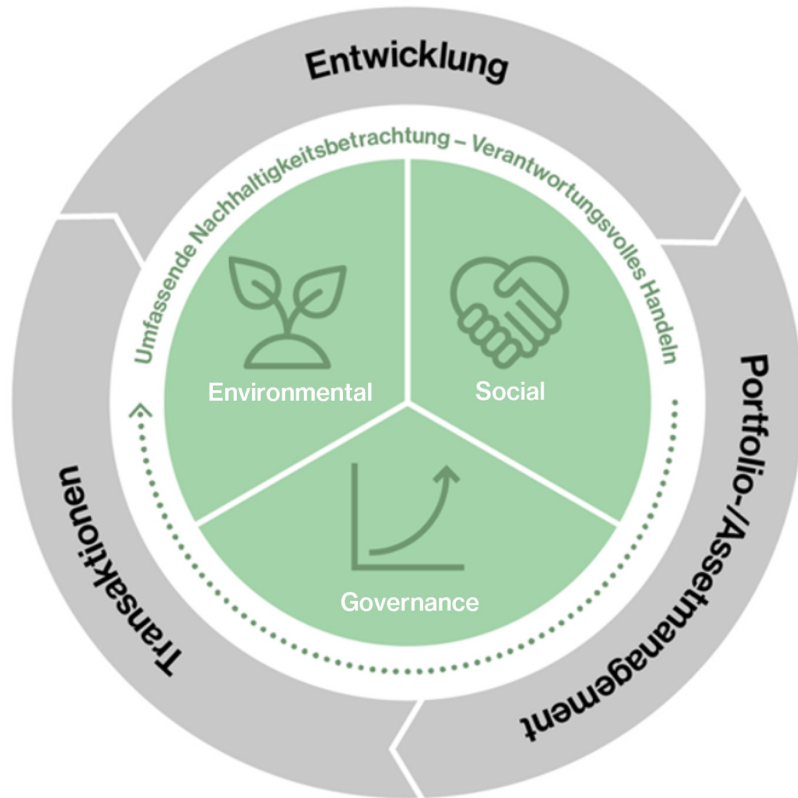 Entwicklung
Umfassende Nachhaltigkeitsbetrachtung – Verantwortungsvolles Handeln
Environmental
Social
Governance
Portfolio-/Assetmanagement
Transaktionen